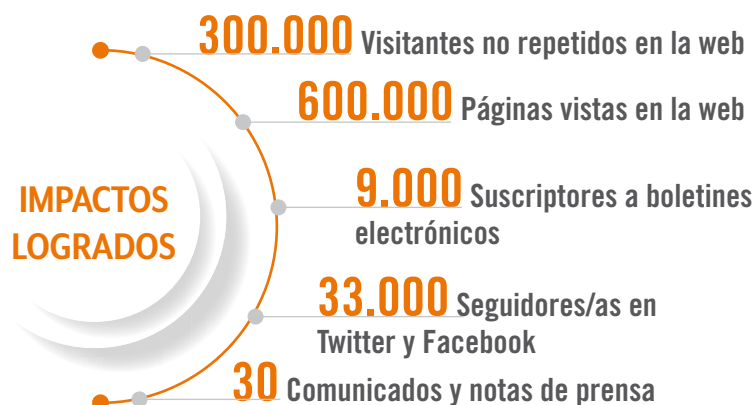 300.000 Visitantes no repetidos en la web
600.000 Páginas vistas en la web
IMPACTOS
LOGRADOS
9.000 Suscriptores a boletines
electrónicos
33.000 Seguidores/as en
Twitter y Facebook
30 Comunicados y notas de prensa